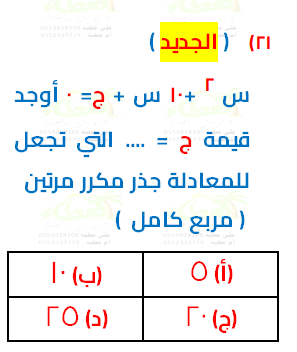 ٢١) ( الجديد )
س ٢ + ١٠ س + ج = ٠ أوجد
قيمة ج = .... التي تجعل
للمعادلة جذر مكرر مرتين
( مربع كامل )
(أ) ٥ (ب) ١٠
(ج) ٢٠ (د) ٢٥